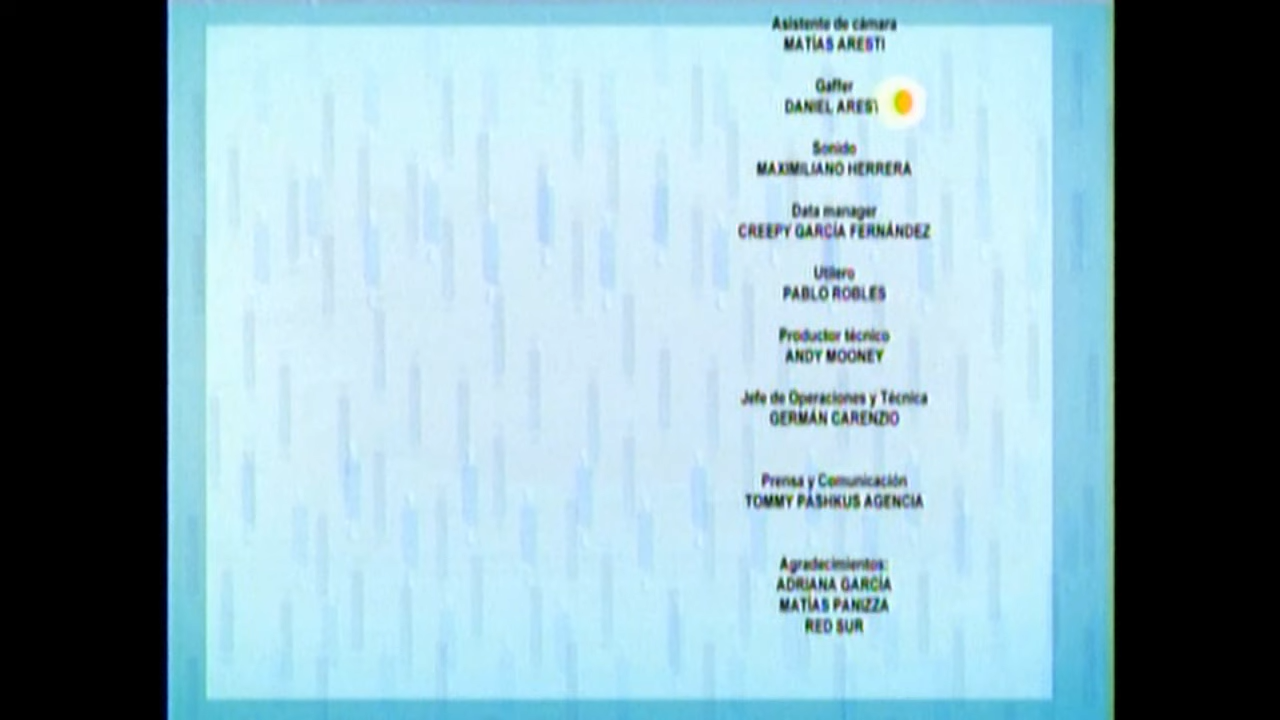 Asistente de cámara
MATÍAS ARESTI
Gaffer
DANIEL
Sonido
MAXIMILIANO HERRERA
Data manager
CREEPY GARCÍA FERNÁNDEZ
Utilero
PABLO ROBLES
Productor técnico
ANDY MOONEY
Jefe de Operaciones y Técnica
GERMÁN CARENZIO
Prensa y Comunicación
TOMMY PASHKUS AGENCIA
Agradecimientos:
ADRIANA GARCÍA
MATÍAS PANIZZA
RED SUR